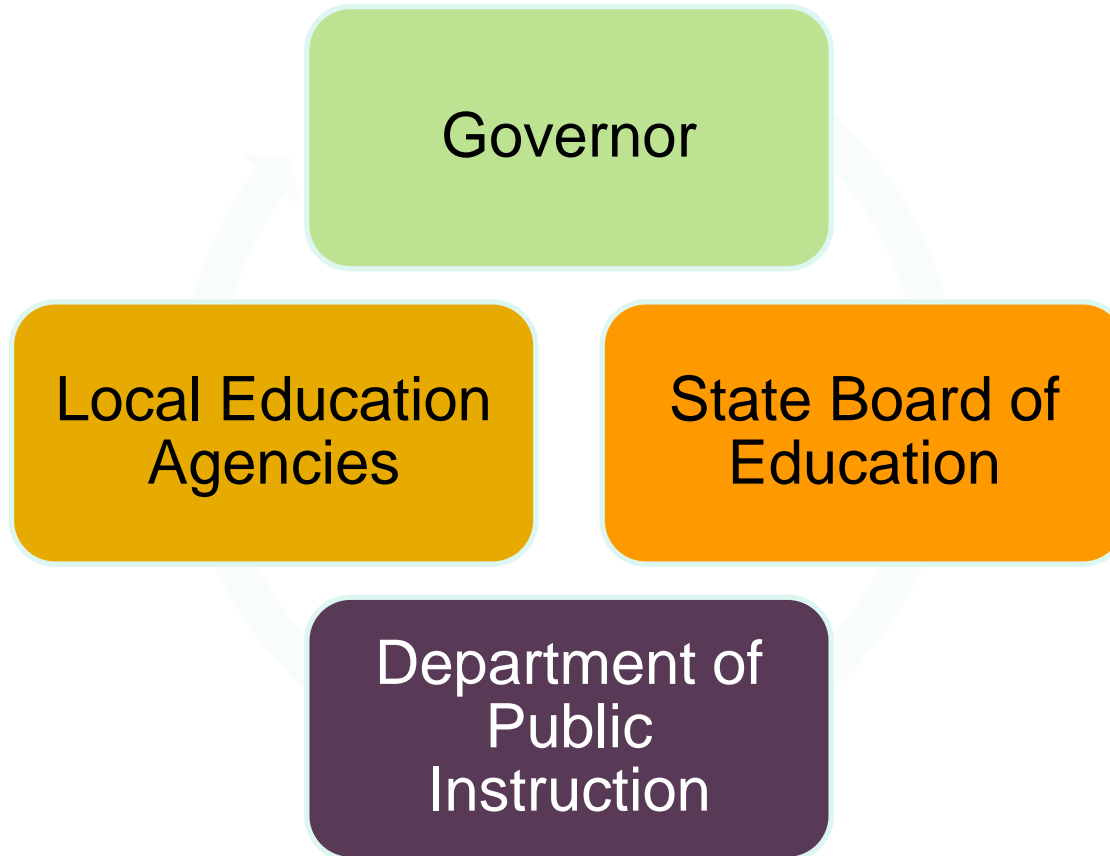 Governor
Local Education
Agencies
State Board of
Education
Department of
Public
Instruction